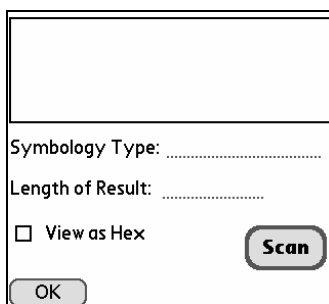 Symbology Type:
Length of Result:
View as Hex
Scan
OK